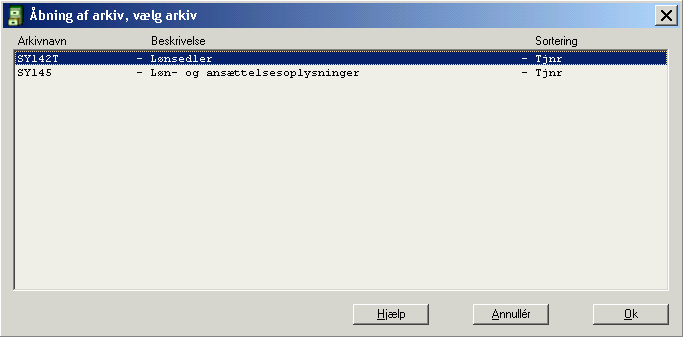 Åbning af arkiv, vælg arkiv
Arkivnavn Beskrivelse Sortering
SY142T - Lønsedler - Tjnr
SY145 - Løn- og ansættelsesoplysninger - Tjnr
Hjælp Annullér Ok